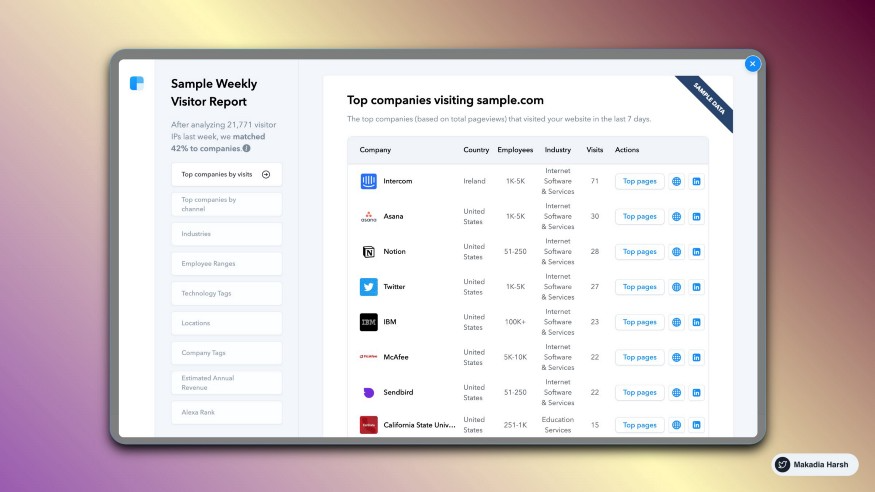 Sample Weekly
Visitor Report
After analyzing 21,771 visitor
IPs last week, we matched
42% to companies.
Top companies by visits
Top companies by
channel
Industries
Employee Ranges
Technology Tags
Locations
Company Tags
Estimated Annual
Revenue
Alexa Rank
SAMPLE DATA
Top companies visiting sample.com
The top companies (based on total pageviews) that visited your website in the last 7 days.
Company Country Employees Industry Visits Actions
Intercom Ireland 1K-5K Internet Software & Services 71 Top pages
asana Asana United States 1K-5K Internet Software & Services 30 Top pages
Notion United States 51-250 Internet Software & Services 28 Top pages
Twitter United States 1K-5K Internet Software & Services 27 Top pages
IBM IBM United States 100K+ Internet Software & Services 23 Top pages
McAfee McAfee United States 5K-10K Internet Software & Services 22 Top pages
Sendbird United States 51-250 Internet Software & Services 22 Top pages
California State Univ... United States 251-1K Education Services 15 Top pages
Makadia Harsh